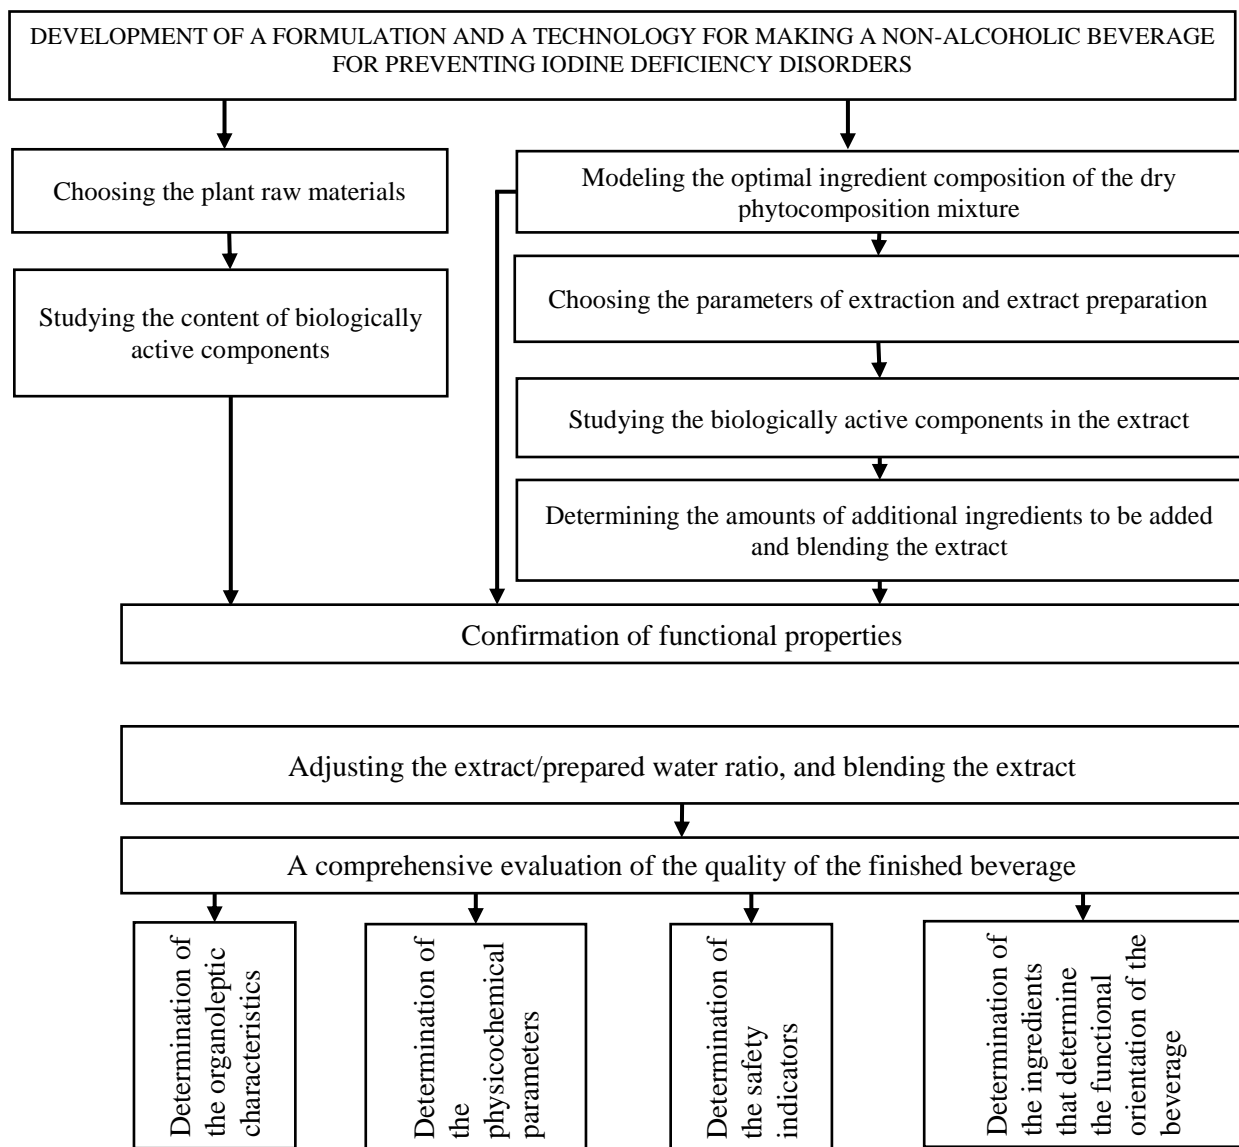 DEVELOPMENT OF A FORMULATION AND A TECHNOLOGY FOR MAKING A NON-ALCOHOLIC BEVERAGE
FOR PREVENTING IODINE DEFICIENCY DISORDERS
Choosing the plant raw materials
Studying the content of biologically
active components
Modeling the optimal ingredient composition of the dry
phytocomposition mixture
Choosing the parameters of extraction and extract preparation
Studying the biologically active components in the extract
Determining the amounts of additional ingredients to be added
and blending the extract
Confirmation of functional properties
Adjusting the extract/prepared water ratio, and blending the extract
A comprehensive evaluation of the quality of the finished beverage
Determination of
the organoleptic
characteristics
Determination of
the
physicochemical
parameters
Determination of
the safety
indicators
Determination of
the ingredients
that determine
the functional
orientation of the
beverage